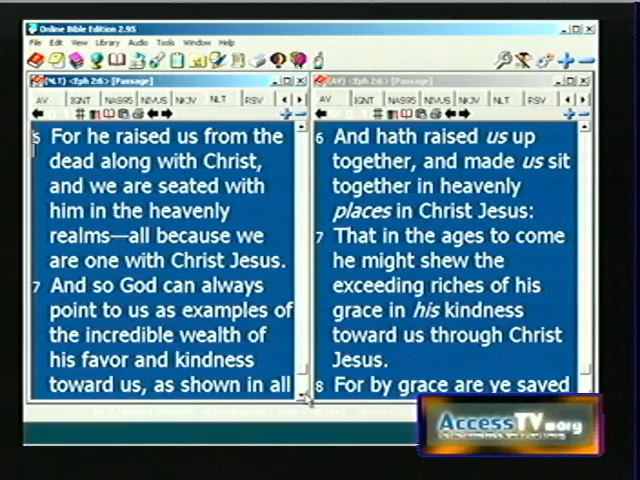 Online Bible Edition 2.95
File Edit View Library Audio Tools Window Help
(NLT) <Eph 2:6> [Passage]
AV IGNT NAS95 NIVUS NKJV NLT RSV
6 For he raised us from the
dead along with Christ,
and we are seated with
him in the heavenly
realms—all because we
are one with Christ Jesus.
7 And so God can always
point to us as examples of
the incredible wealth of
his favor and kindness
toward us, as shown in all
(AV) <Eph 2:6> [Passage]
AV IGNT NAS95 NIVUS NKJV NLT RSV
6 And hath raised us up
together, and made us sit
together in heavenly
places in Christ Jesus:
7 That in the ages to come
he might shew the
exceeding riches of his
grace in his kindness
toward us through Christ
Jesus.
8 For by grace are ye saved
AccessTV.org